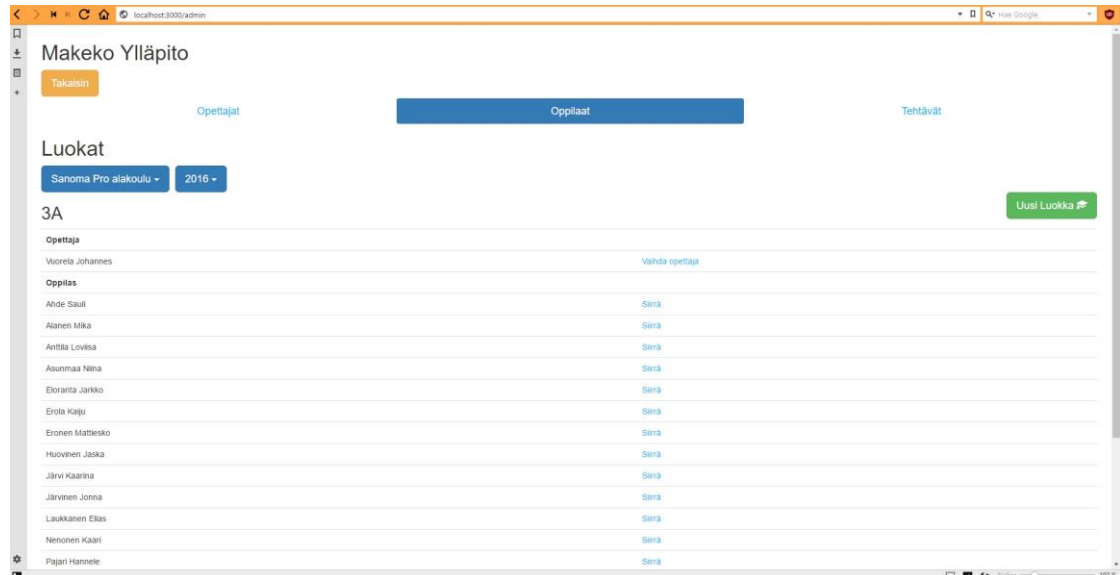 localhost:3000/admin
Hae Google
Makeko Ylläpito
Takaisin
Opettajat Oppilaat Tehtävät
Luokat
Sanoma Pro alakoulu 2016
Uusi Luokka
3A
Opettaja
Vuorela Johannes Vaihda opettaja
Oppilas
Ahde Sauli Siirrä
Alanen Mika Siirrä
Anttila Loviisa Siirrä
Asunmaa Niina Siirrä
Eloranta Jarkko Siirrä
Erola Kaiju Siirrä
Eronen Mattiesko Siirrä
Huovinen Jaska Siirrä
Järvi Kaarina Siirrä
Järvinen Jonna Siirrä
Laukkanen Elias Siirrä
Nenonen Kaari Siirrä
Pajari Hannele Siirrä
100 %